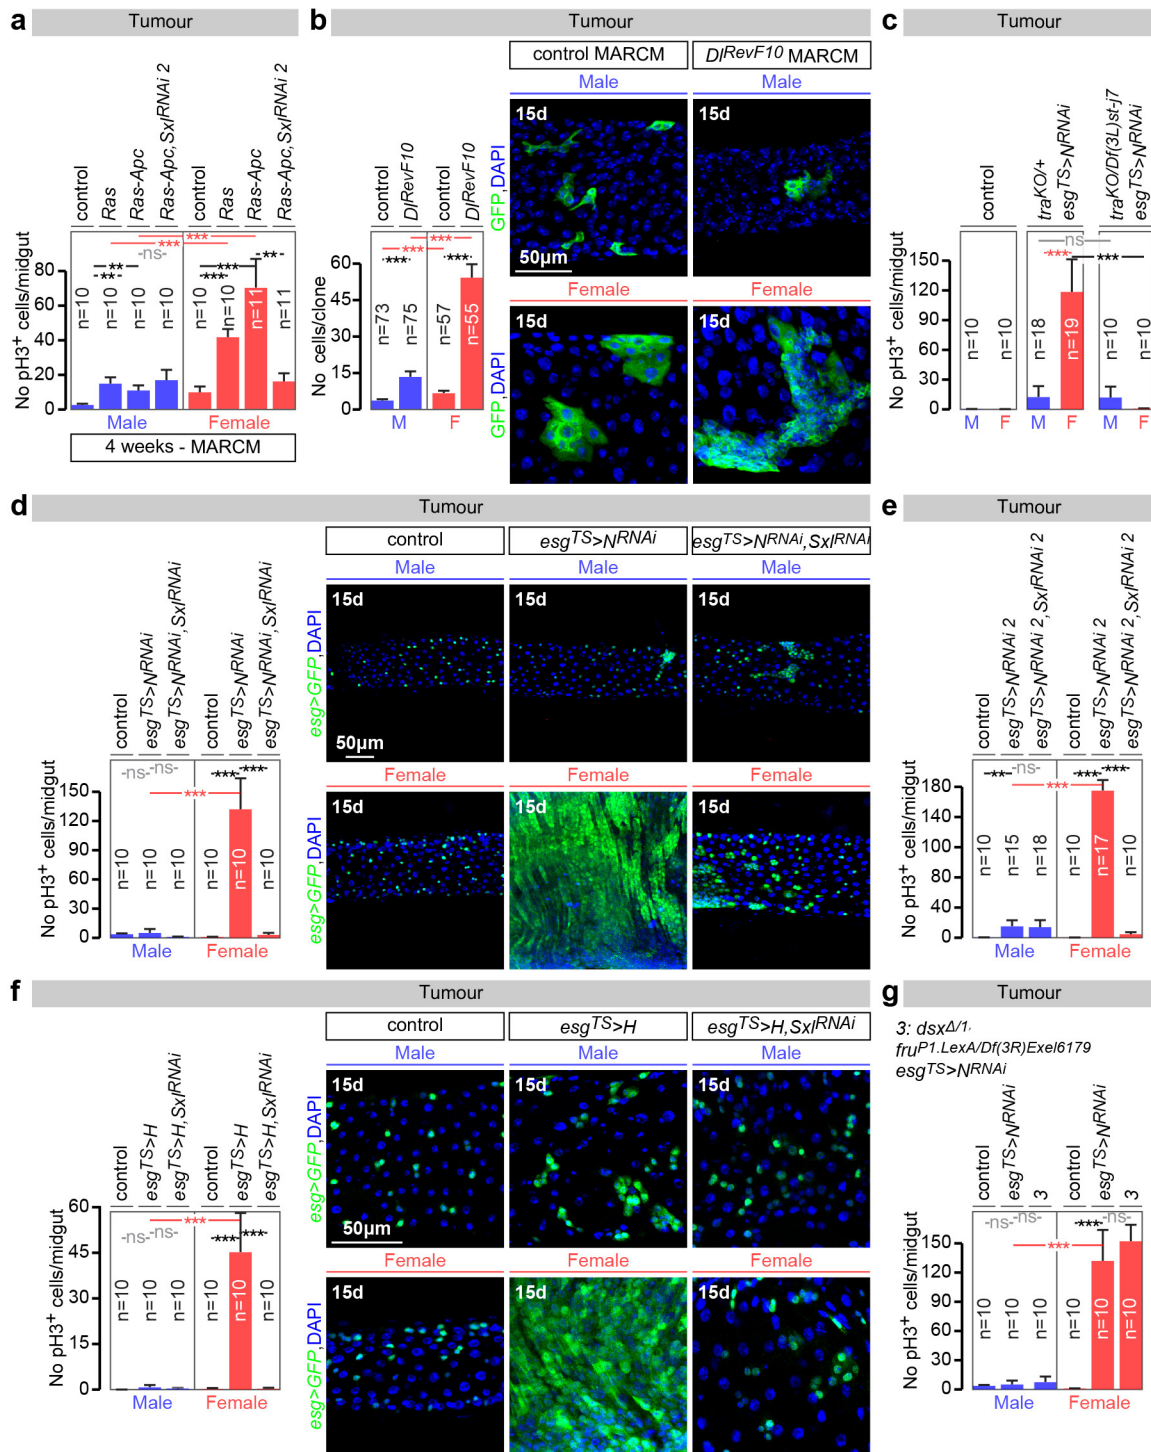 a
Tumour
control
Ras
Ras-Apc
Ras-Apc,SxlRNAi 2
control
Ras
Ras-Apc
Ras-Apc,SxlRNAi 2
No pH3+ cells/midgut
80
60
40
20
0
***
***
-ns-
**
-**-
***
-***-
-**-
n=10
n=10
n=10
n=10
n=10
n=10
n=11
n=11
Male
Female
4 weeks - MARCM
b
Tumour
control
DlRevF10
control
DlRevF10
No cells/clone
60
45
30
15
0
***
***
-***-
-***-
n=73
n=75
n=57
n=55
M
F
control MARCM
DlRevF10 MARCM
Male
GFP,DAPI
15d
15d
50µm
Female
GFP,DAPI
15d
15d
c
Tumour
control
traKO/+
esgTS>NRNAi
traKO/Df(3L)st-j7
esgTS>NRNAi
No pH3+ cells/midgut
150
120
90
60
30
0
ns
-***-
***
n=10
n=10
n=18
n=19
n=10
n=10
M F
M F
M F
d
Tumour
control
esgTS>NRNAi
esgTS>NRNAi,SxlRNAi
control
esgTS>NRNAi
esgTS>NRNAi,SxlRNAi
No pH3+ cells/midgut
150
120
90
60
30
0
-ns-
-ns-
-***-
-***-
***
n=10
n=10
n=10
n=10
n=10
n=10
Male
Female
control
esgTS>NRNAi
esgTS>NRNAi,SxlRNAi
Male
Male
Male
esg>GFP,DAPI
15d
15d
15d
50µm
Female
Female
Female
esg>GFP,DAPI
15d
15d
15d
e
Tumour
control
esgTS>NRNAi 2
esgTS>NRNAi 2,SxlRNAi 2
control
esgTS>NRNAi 2
esgTS>NRNAi 2,SxlRNAi 2
No pH3+ cells/midgut
180
144
108
72
36
0
-ns-
-**-
-***-
-***-
***
n=10
n=15
n=18
n=10
n=17
n=10
Male
Female
f
Tumour
control
esgTS>H
esgTS>H,SxlRNAi
control
esgTS>H
esgTS>H,SxlRNAi
No pH3+ cells/midgut
60
45
30
15
0
***
-ns-
-ns-
-***-
-***-
n=10
n=10
n=10
n=10
n=10
n=10
Male
Female
control
esgTS>H
esgTS>H,SxlRNAi
Male
Male
Male
esg>GFP,DAPI
15d
15d
15d
50µm
Female
Female
Female
esg>GFP,DAPI
15d
15d
15d
g
Tumour
3: dsxΔ/1,
fruP1.LexA/Df(3R)Exel6179
esgTS>NRNAi
control
esgTS>NRNAi
3
control
esgTS>NRNAi
3
No pH3+ cells/midgut
150
120
90
60
30
0
-ns-
-ns-
-***-
-ns-
***
n=10
n=10
n=10
n=10
n=10
n=10
Male
Female